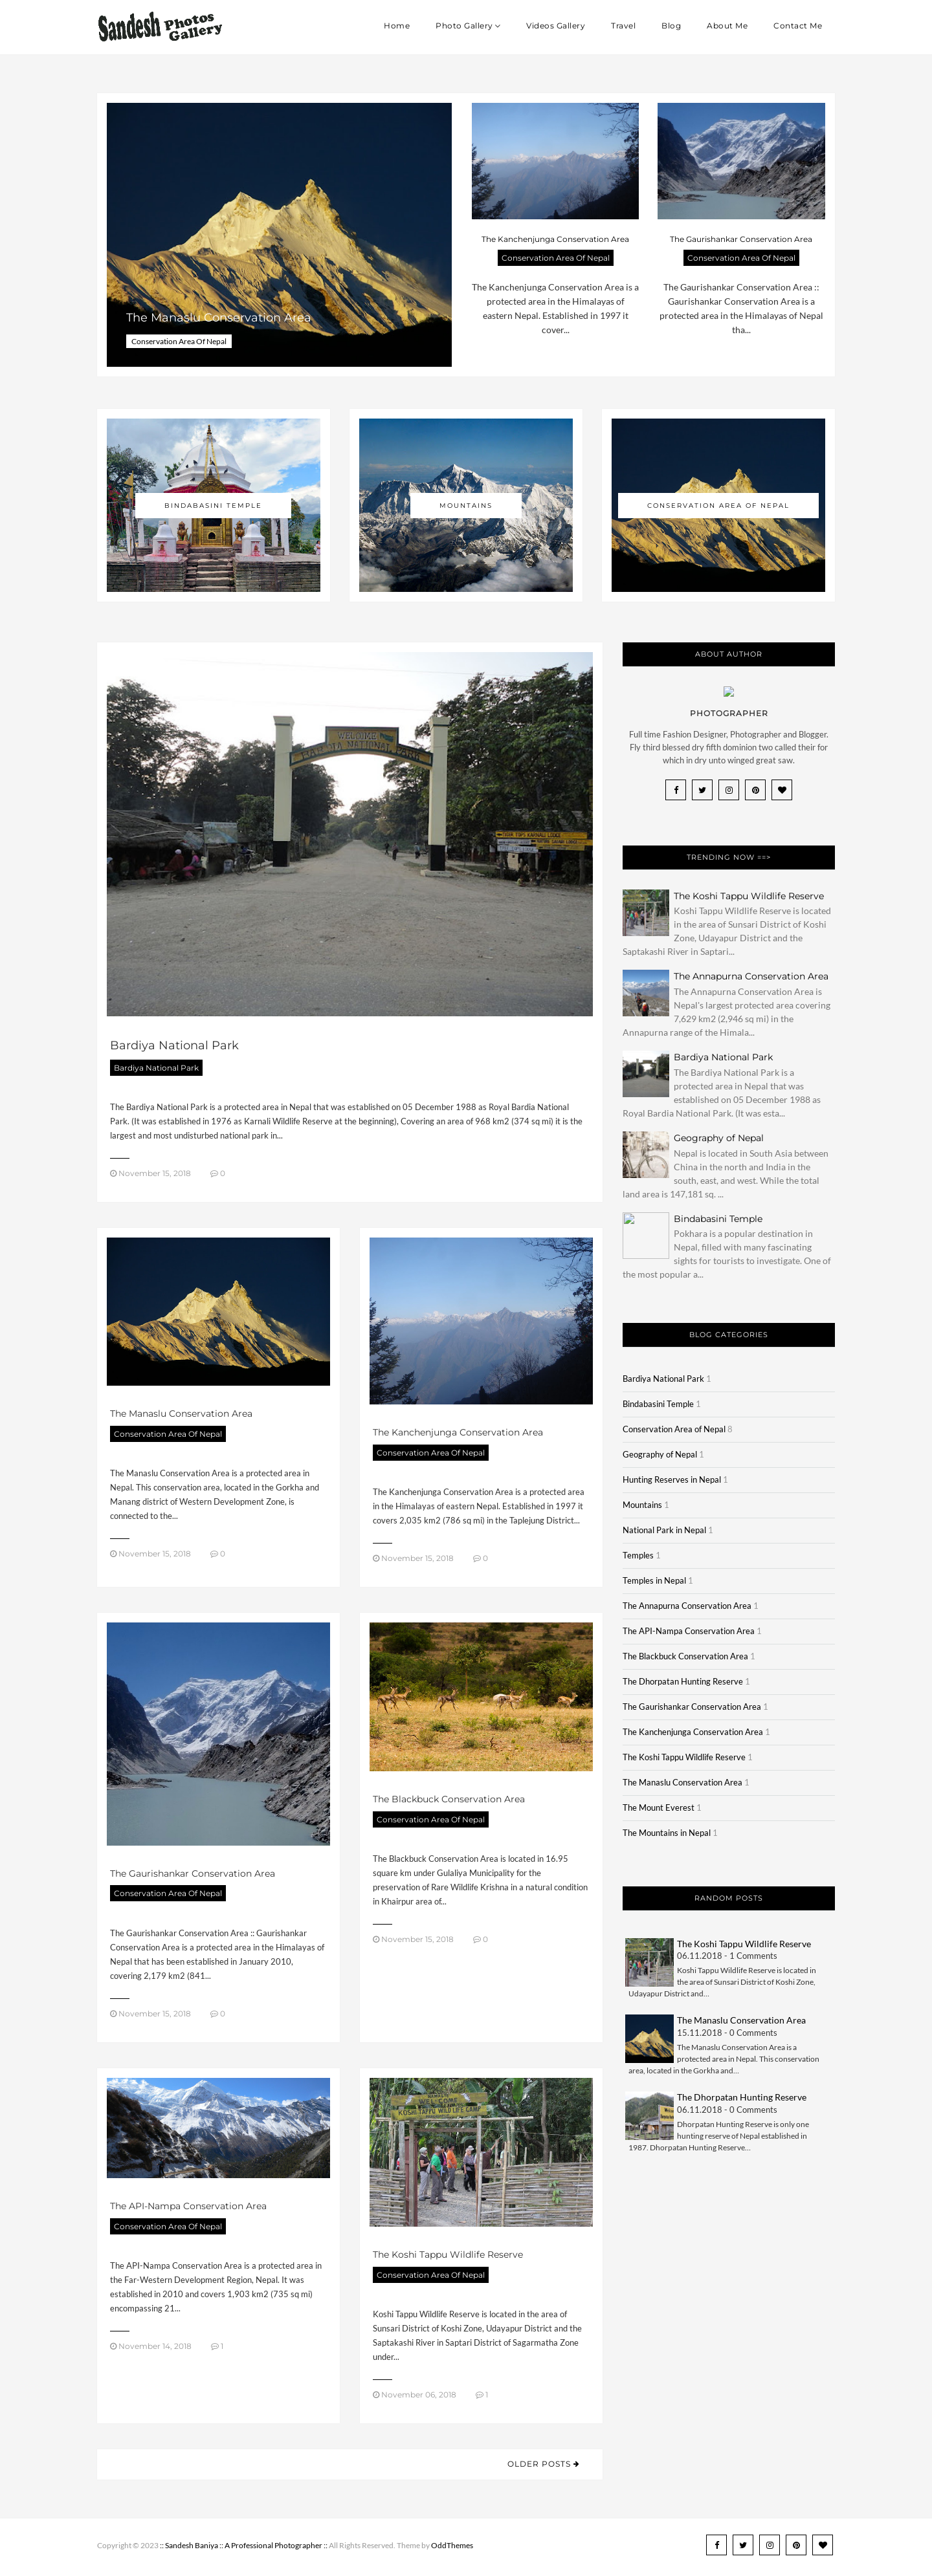 Sandesh Photos Gallery
Home
Photo Gallery
Videos Gallery
Travel
Blog
About Me
Contact Me
The Manaslu Conservation Area
Conservation Area Of Nepal
The Kanchenjunga Conservation Area
Conservation Area Of Nepal
The Kanchenjunga Conservation Area is a
protected area in the Himalayas of
eastern Nepal. Established in 1997 it
cover...
The Gaurishankar Conservation Area
Conservation Area Of Nepal
The Gaurishankar Conservation Area ::
Gaurishankar Conservation Area is a
protected area in the Himalayas of Nepal
tha...
BINDABASINI TEMPLE
MOUNTAINS
CONSERVATION AREA OF NEPAL
WELCOME
BARDIA NATIONAL PARK
Bardiya National Park
Bardiya National Park
The Bardiya National Park is a protected area in Nepal that was established on 05 December 1988 as Royal Bardia National
Park. (It was established in 1976 as Karnali Wildlife Reserve at the beginning), Covering an area of 968 km2 (374 sq mi) it is the
largest and most undisturbed national park in...
November 15, 2018 0
The Manaslu Conservation Area
Conservation Area Of Nepal
The Manaslu Conservation Area is a protected area in
Nepal. This conservation area, located in the Gorkha and
Manang district of Western Development Zone, is
connected to the...
November 15, 2018 0
The Kanchenjunga Conservation Area
Conservation Area Of Nepal
The Kanchenjunga Conservation Area is a protected area
in the Himalayas of eastern Nepal. Established in 1997 it
covers 2,035 km2 (786 sq mi) in the Taplejung District...
November 15, 2018 0
The Gaurishankar Conservation Area
Conservation Area Of Nepal
The Gaurishankar Conservation Area :: Gaurishankar
Conservation Area is a protected area in the Himalayas of
Nepal that has been established in January 2010,
covering 2,179 km2 (841...
November 15, 2018 0
The Blackbuck Conservation Area
Conservation Area Of Nepal
The Blackbuck Conservation Area is located in 16.95
square km under Gulaliya Municipality for the
preservation of Rare Wildlife Krishna in a natural condition
in Khairpur area of...
November 15, 2018 0
The API-Nampa Conservation Area
Conservation Area Of Nepal
The API-Nampa Conservation Area is a protected area in
the Far-Western Development Region, Nepal. It was
established in 2010 and covers 1,903 km2 (735 sq mi)
encompassing 21...
November 14, 2018 1
WELCOME
KOSHI TAPPU WILD LIFE CAMP
The Koshi Tappu Wildlife Reserve
Conservation Area Of Nepal
Koshi Tappu Wildlife Reserve is located in the area of
Sunsari District of Koshi Zone, Udayapur District and the
Saptakashi River in Saptari District of Sagarmatha Zone
under...
November 06, 2018 1
OLDER POSTS
ABOUT AUTHOR
PHOTOGRAPHER
Full time Fashion Designer, Photographer and Blogger.
Fly third blessed dry fifth dominion two called their for
which in dry unto winged great saw.
TRENDING NOW ==>
The Koshi Tappu Wildlife Reserve
Koshi Tappu Wildlife Reserve is located
in the area of Sunsari District of Koshi
Zone, Udayapur District and the
Saptakashi River in Saptari...
The Annapurna Conservation Area
The Annapurna Conservation Area is
Nepal's largest protected area covering
7,629 km2 (2,946 sq mi) in the
Annapurna range of the Himala...
Bardiya National Park
The Bardiya National Park is a
protected area in Nepal that was
established on 05 December 1988 as
Royal Bardia National Park. (It was esta...
Geography of Nepal
Nepal is located in South Asia between
China in the north and India in the
south, east, and west. While the total
land area is 147,181 sq. ...
Bindabasini Temple
Pokhara is a popular destination in
Nepal, filled with many fascinating
sights for tourists to investigate. One of
the most popular a...
BLOG CATEGORIES
Bardiya National Park 1
Bindabasini Temple 1
Conservation Area of Nepal 8
Geography of Nepal 1
Hunting Reserves in Nepal 1
Mountains 1
National Park in Nepal 1
Temples 1
Temples in Nepal 1
The Annapurna Conservation Area 1
The API-Nampa Conservation Area 1
The Blackbuck Conservation Area 1
The Dhorpatan Hunting Reserve 1
The Gaurishankar Conservation Area 1
The Kanchenjunga Conservation Area 1
The Koshi Tappu Wildlife Reserve 1
The Manaslu Conservation Area 1
The Mount Everest 1
The Mountains in Nepal 1
RANDOM POSTS
The Koshi Tappu Wildlife Reserve
06.11.2018 - 1 Comments
Koshi Tappu Wildlife Reserve is located in
the area of Sunsari District of Koshi Zone,
Udayapur District and...
The Manaslu Conservation Area
15.11.2018 - 0 Comments
The Manaslu Conservation Area is a
protected area in Nepal. This conservation
area, located in the Gorkha and...
The Dhorpatan Hunting Reserve
06.11.2018 - 0 Comments
Dhorpatan Hunting Reserve is only one
hunting reserve of Nepal established in
1987. Dhorpatan Hunting Reserve...
Copyright © 2023 :: Sandesh Baniya :: A Professional Photographer :: All Rights Reserved. Theme by OddThemes